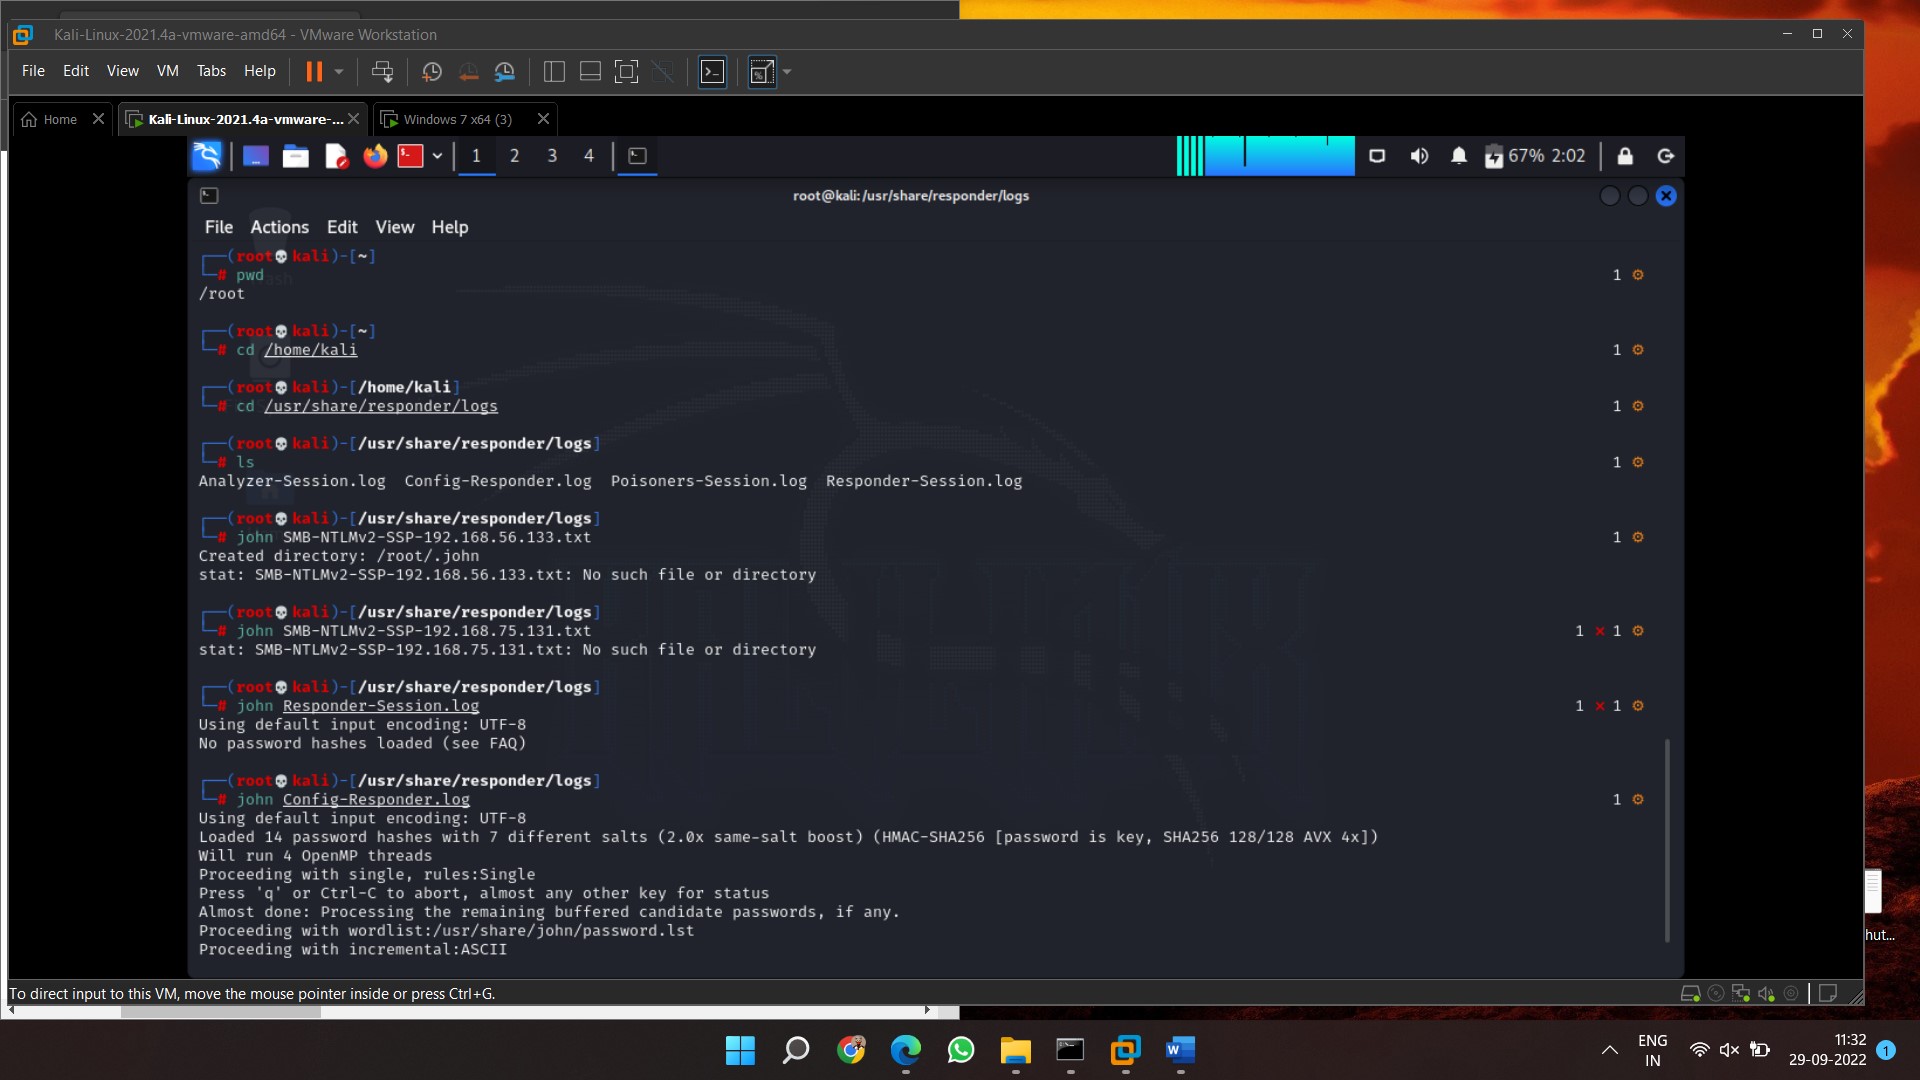 Kali-Linux-2021.4a-vmware-amd64 - VMware Workstation
File Edit View VM Tabs Help
Home Kali-Linux-2021.4a-vmware-... Windows 7 x64 (3)
1 2 3 4 67% 2:02
root@kali:/usr/share/responder/logs
File Actions Edit View Help
(root💀kali)-[~]
# pwd 1
/root
(root💀kali)-[~]
# cd /home/kali 1
(root💀kali)-[/home/kali]
# cd /usr/share/responder/logs 1
(root💀kali)-[/usr/share/responder/logs]
# ls 1
Analyzer-Session.log Config-Responder.log Poisoners-Session.log Responder-Session.log
(root💀kali)-[/usr/share/responder/logs]
# john SMB-NTLMv2-SSP-192.168.56.133.txt 1
Created directory: /root/.john
stat: SMB-NTLMv2-SSP-192.168.56.133.txt: No such file or directory
(root💀kali)-[/usr/share/responder/logs]
# john SMB-NTLMv2-SSP-192.168.75.131.txt 1 ⨯ 1
stat: SMB-NTLMv2-SSP-192.168.75.131.txt: No such file or directory
(root💀kali)-[/usr/share/responder/logs]
# john Responder-Session.log 1 ⨯ 1
Using default input encoding: UTF-8
No password hashes loaded (see FAQ)
(root💀kali)-[/usr/share/responder/logs]
# john Config-Responder.log 1
Using default input encoding: UTF-8
Loaded 14 password hashes with 7 different salts (2.0x same-salt boost) (HMAC-SHA256 [password is key, SHA256 128/128 AVX 4x])
Will run 4 OpenMP threads
Proceeding with single, rules:Single
Press 'q' or Ctrl-C to abort, almost any other key for status
Almost done: Processing the remaining buffered candidate passwords, if any.
Proceeding with wordlist:/usr/share/john/password.lst
Proceeding with incremental:ASCII
hut...
To direct input to this VM, move the mouse pointer inside or press Ctrl+G.
ENG
IN
11:32
29-09-2022
1